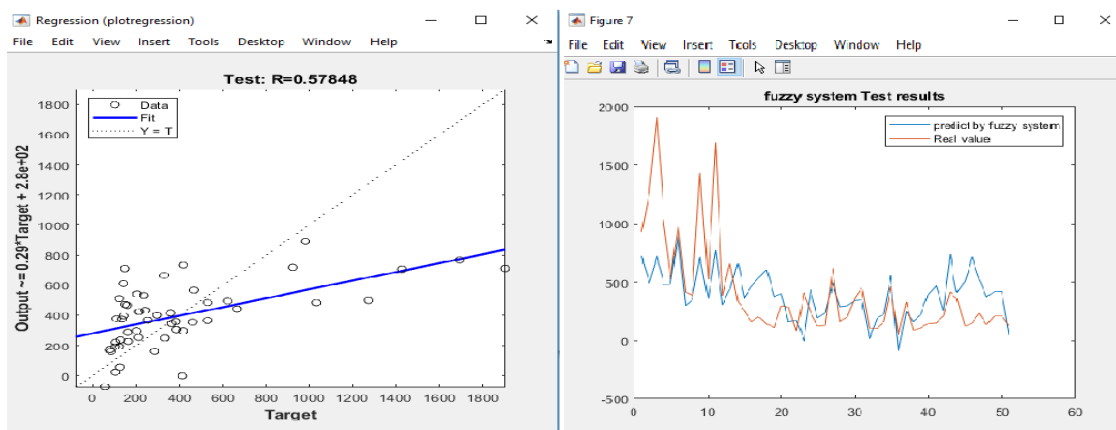 Regression (plotregression)
File Edit View Insert Tools Desktop Window Help
Test: R=0.57848
Data
Fit
Y = T
1800
1600
1400
1200
1000
800
600
400
200
0
Output ~= 0.29*Target + 2.8e+02
0 200 400 600 800 1000 1200 1400 1600 1800
Target
Figure 7
File Edit View Insert Tools Desktop Window Help
fuzzy system Test results
predict by fuzzy system
Real value
2000
1500
1000
500
0
-500
0 10 20 30 40 50 60